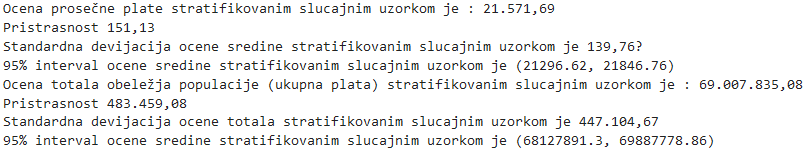 Ocena prosečne plate stratifikovanim slucajnim uzorkom je : 21.571,69
Pristrasnost 151,13
Standardna devijacija ocene sredine stratifikovanim slucajnim uzorkom je 139,76?
95% interval ocene sredine stratifikovanim slucajnim uzorkom je (21296.62, 21846.76)
Ocena totala obeležja populacije (ukupna plata) stratifikovanim slucajnim uzorkom je : 69.007.835,08
Pristrasnost 483.459,08
Standardna devijacija ocene totala stratifikovanim slucajnim uzorkom je 447.104,67
95% interval ocene sredine stratifikovanim slucajnim uzorkom je (68127891.3, 69887778.86)